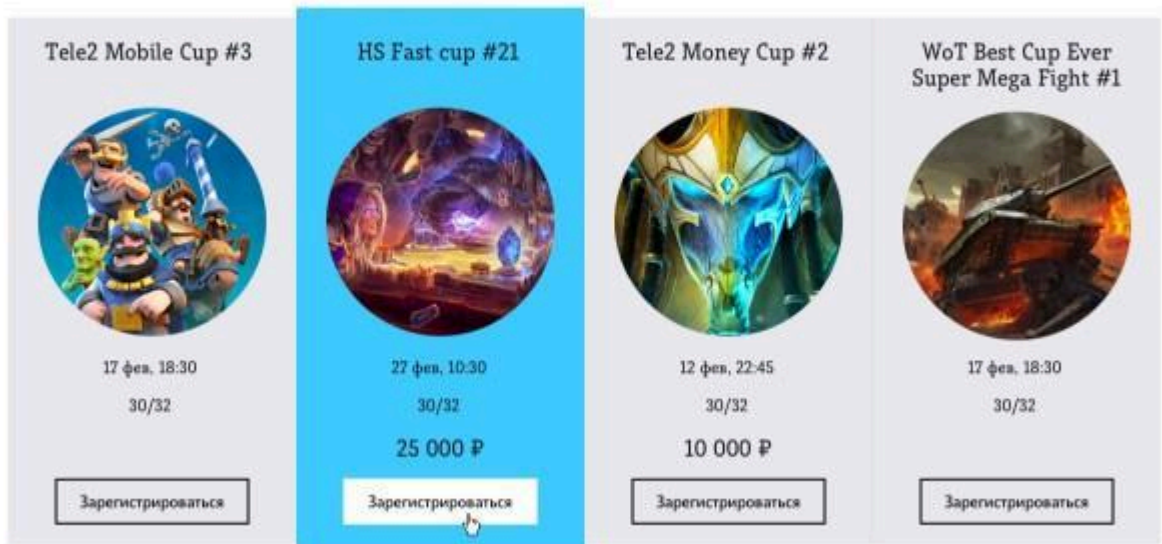 Tele2 Mobile Cup #3
17 фев, 18:30
30/32
Зарегистрироваться
HS Fast cup #21
27 фев, 10:30
30/32
25 000 ₽
Зарегистрироваться
Tele2 Money Cup #2
12 фев, 22:45
30/32
10 000 ₽
Зарегистрироваться
WoT Best Cup Ever
Super Mega Fight #1
17 фев, 18:30
30/32
Зарегистрироваться